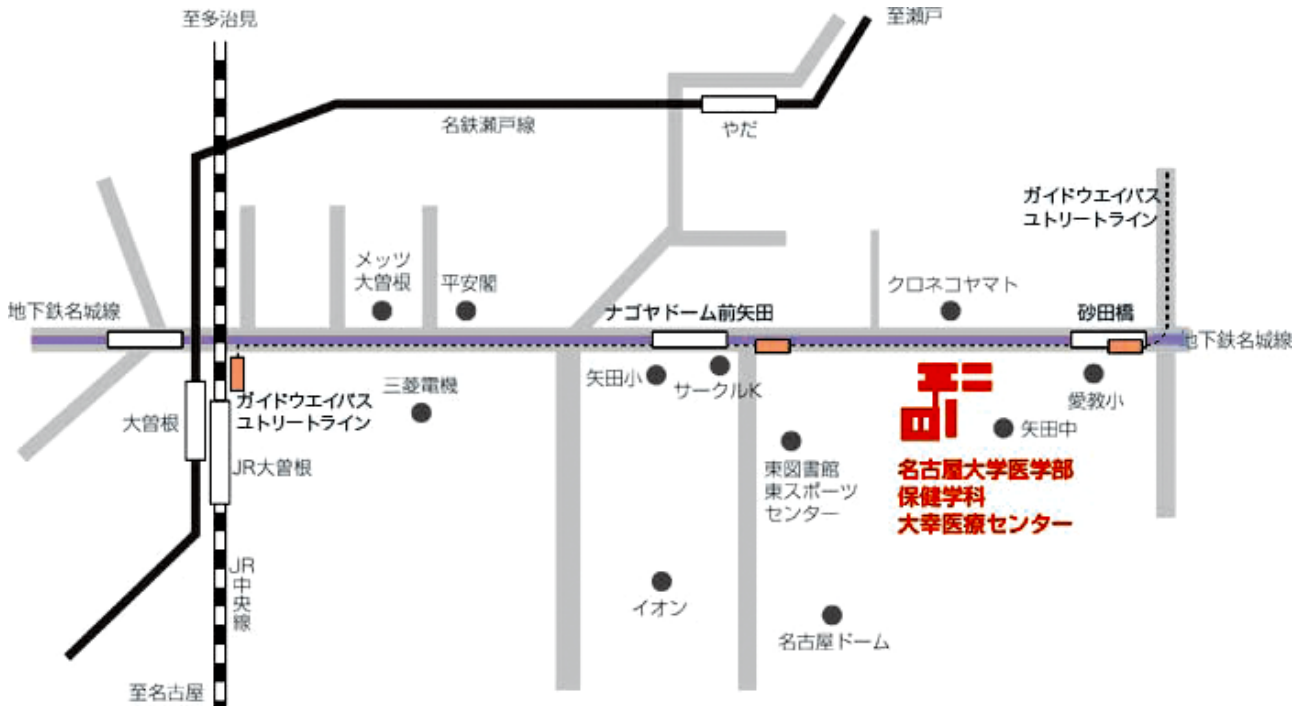 至多治見
至瀬戸
名鉄瀬戸線
やだ
ガイドウエイバス
ユトリートライン
メッツ
大曽根
平安閣
クロネコヤマト
地下鉄名城線
ナゴヤドーム前矢田
砂田橋
地下鉄名城線
矢田小
サークルK
三菱電機
ガイドウエイバス
ユトリートライン
愛教小
大曽根
矢田中
JR大曽根
東図書館
東スポーツ
センター
名古屋大学医学部
保健学科
大幸医療センター
JR
中
央
線
イオン
名古屋ドーム
至名古屋